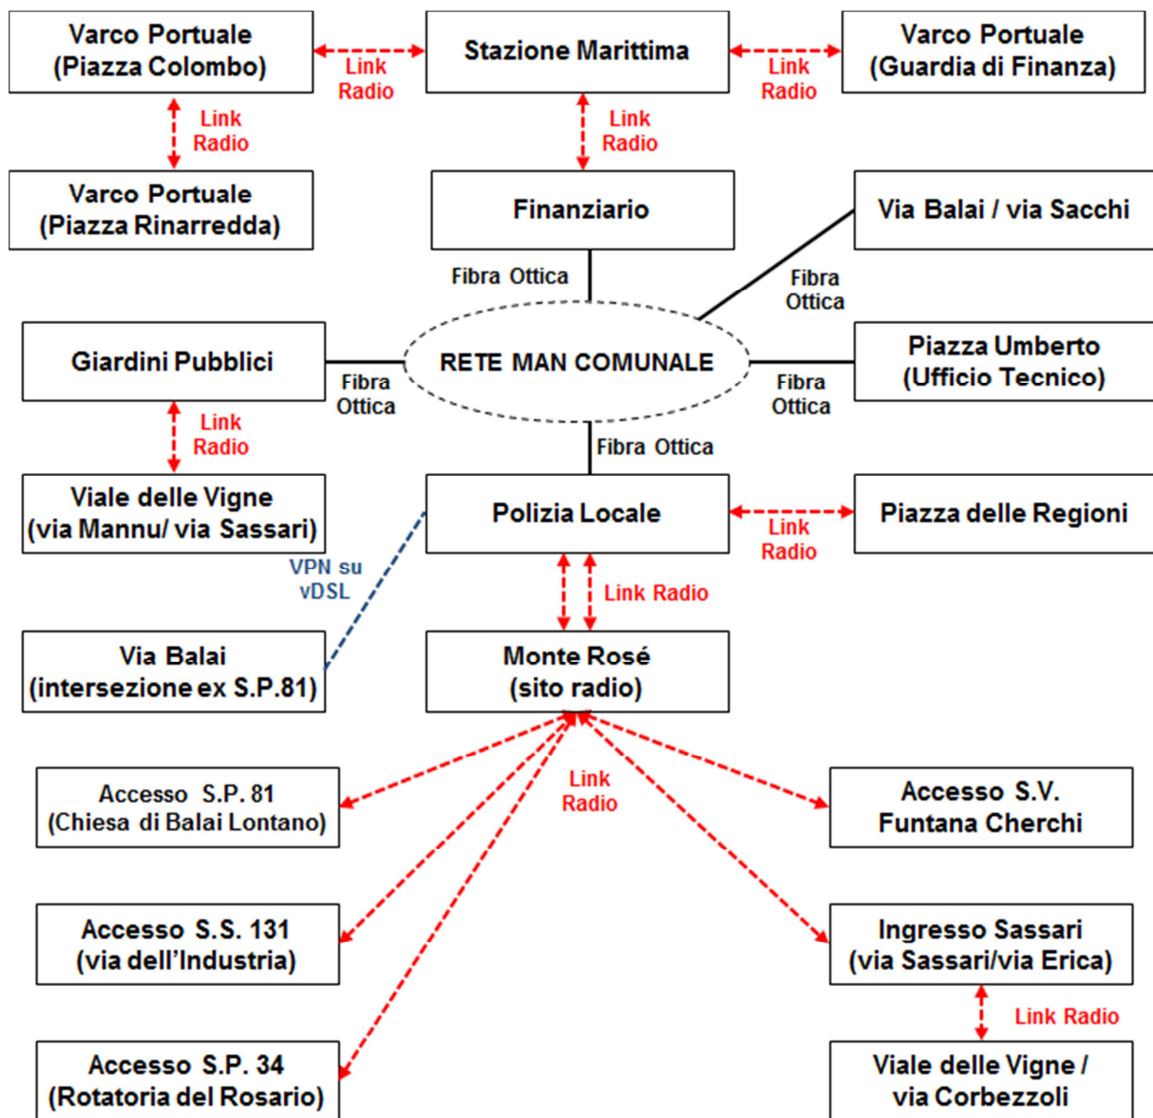 Varco Portuale
(Piazza Colombo)
Link
Radio
Stazione Marittima
Link
Radio
Varco Portuale
(Guardia di Finanza)
Link
Radio
Link
Radio
Varco Portuale
(Piazza Rinarredda)
Finanziario
Via Balai / via Sacchi
Fibra Ottica
Fibra
Ottica
Giardini Pubblici
Fibra
Ottica
RETE MAN COMUNALE
Fibra
Ottica
Piazza Umberto
(Ufficio Tecnico)
Link
Radio
Fibra Ottica
Viale delle Vigne
(via Mannu/ via Sassari)
Polizia Locale
Link
Radio
Piazza delle Regioni
VPN su
vDSL
Link Radio
Via Balai
(intersezione ex S.P.81)
Monte Rosé
(sito radio)
Accesso S.P. 81
(Chiesa di Balai Lontano)
Link
Radio
Accesso S.V.
Funtana Cherchi
Accesso S.S. 131
(via dell'Industria)
Ingresso Sassari
(via Sassari/via Erica)
Link Radio
Accesso S.P. 34
(Rotatoria del Rosario)
Viale delle Vigne /
via Corbezzoli